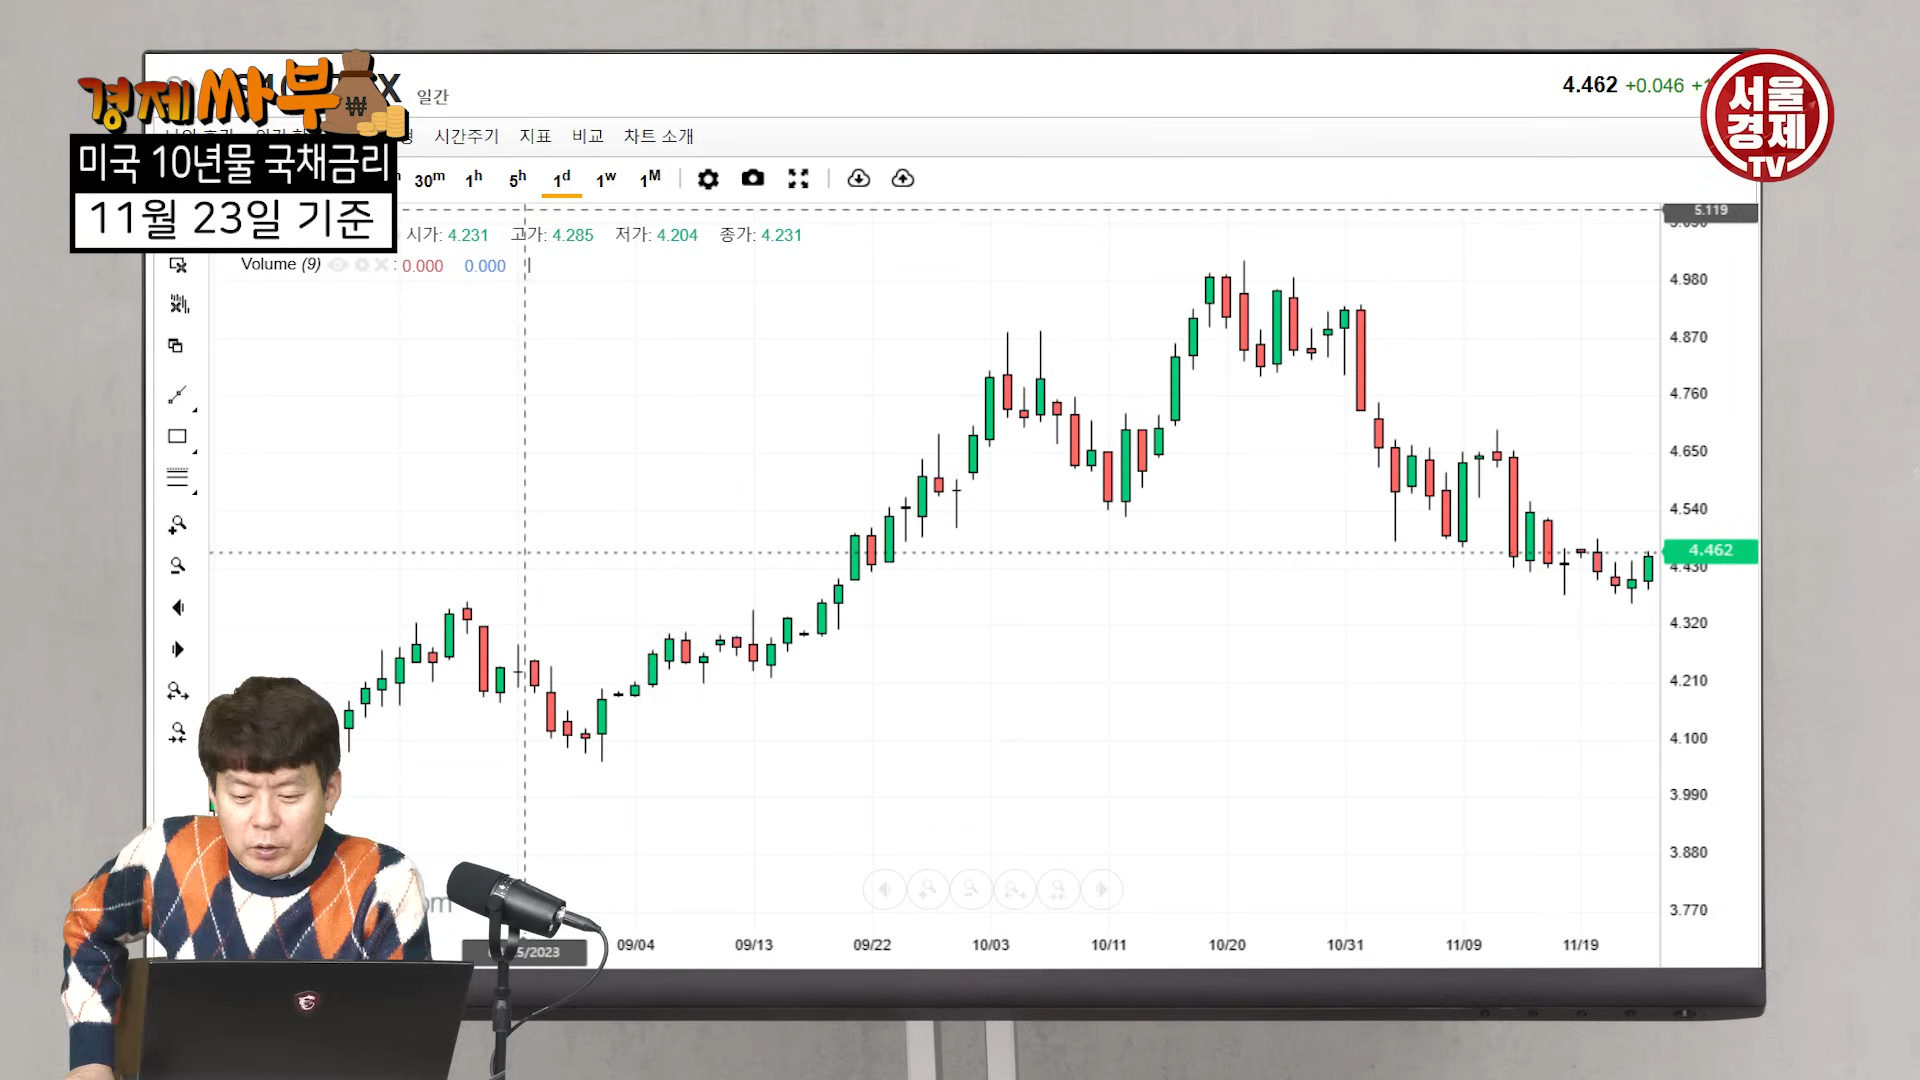 경제싸부
X 일간
4.462 +0.046
서울
경제
TV
시간주기 지표 비교 차트 소개
미국 10년물 국채금리
11월 23일 기준
30m 1h 5h 1d 1w 1M
시가: 4.231 고가: 4.285 저가: 4.204 종가: 4.231
Volume (9) : 0.000 0.000
5.119
4.980
4.870
4.760
4.650
4.540
4.462
4.430
4.320
4.210
4.100
3.990
3.880
3.770
09/04 09/13 09/22 10/03 10/11 10/20 10/31 11/09 11/19